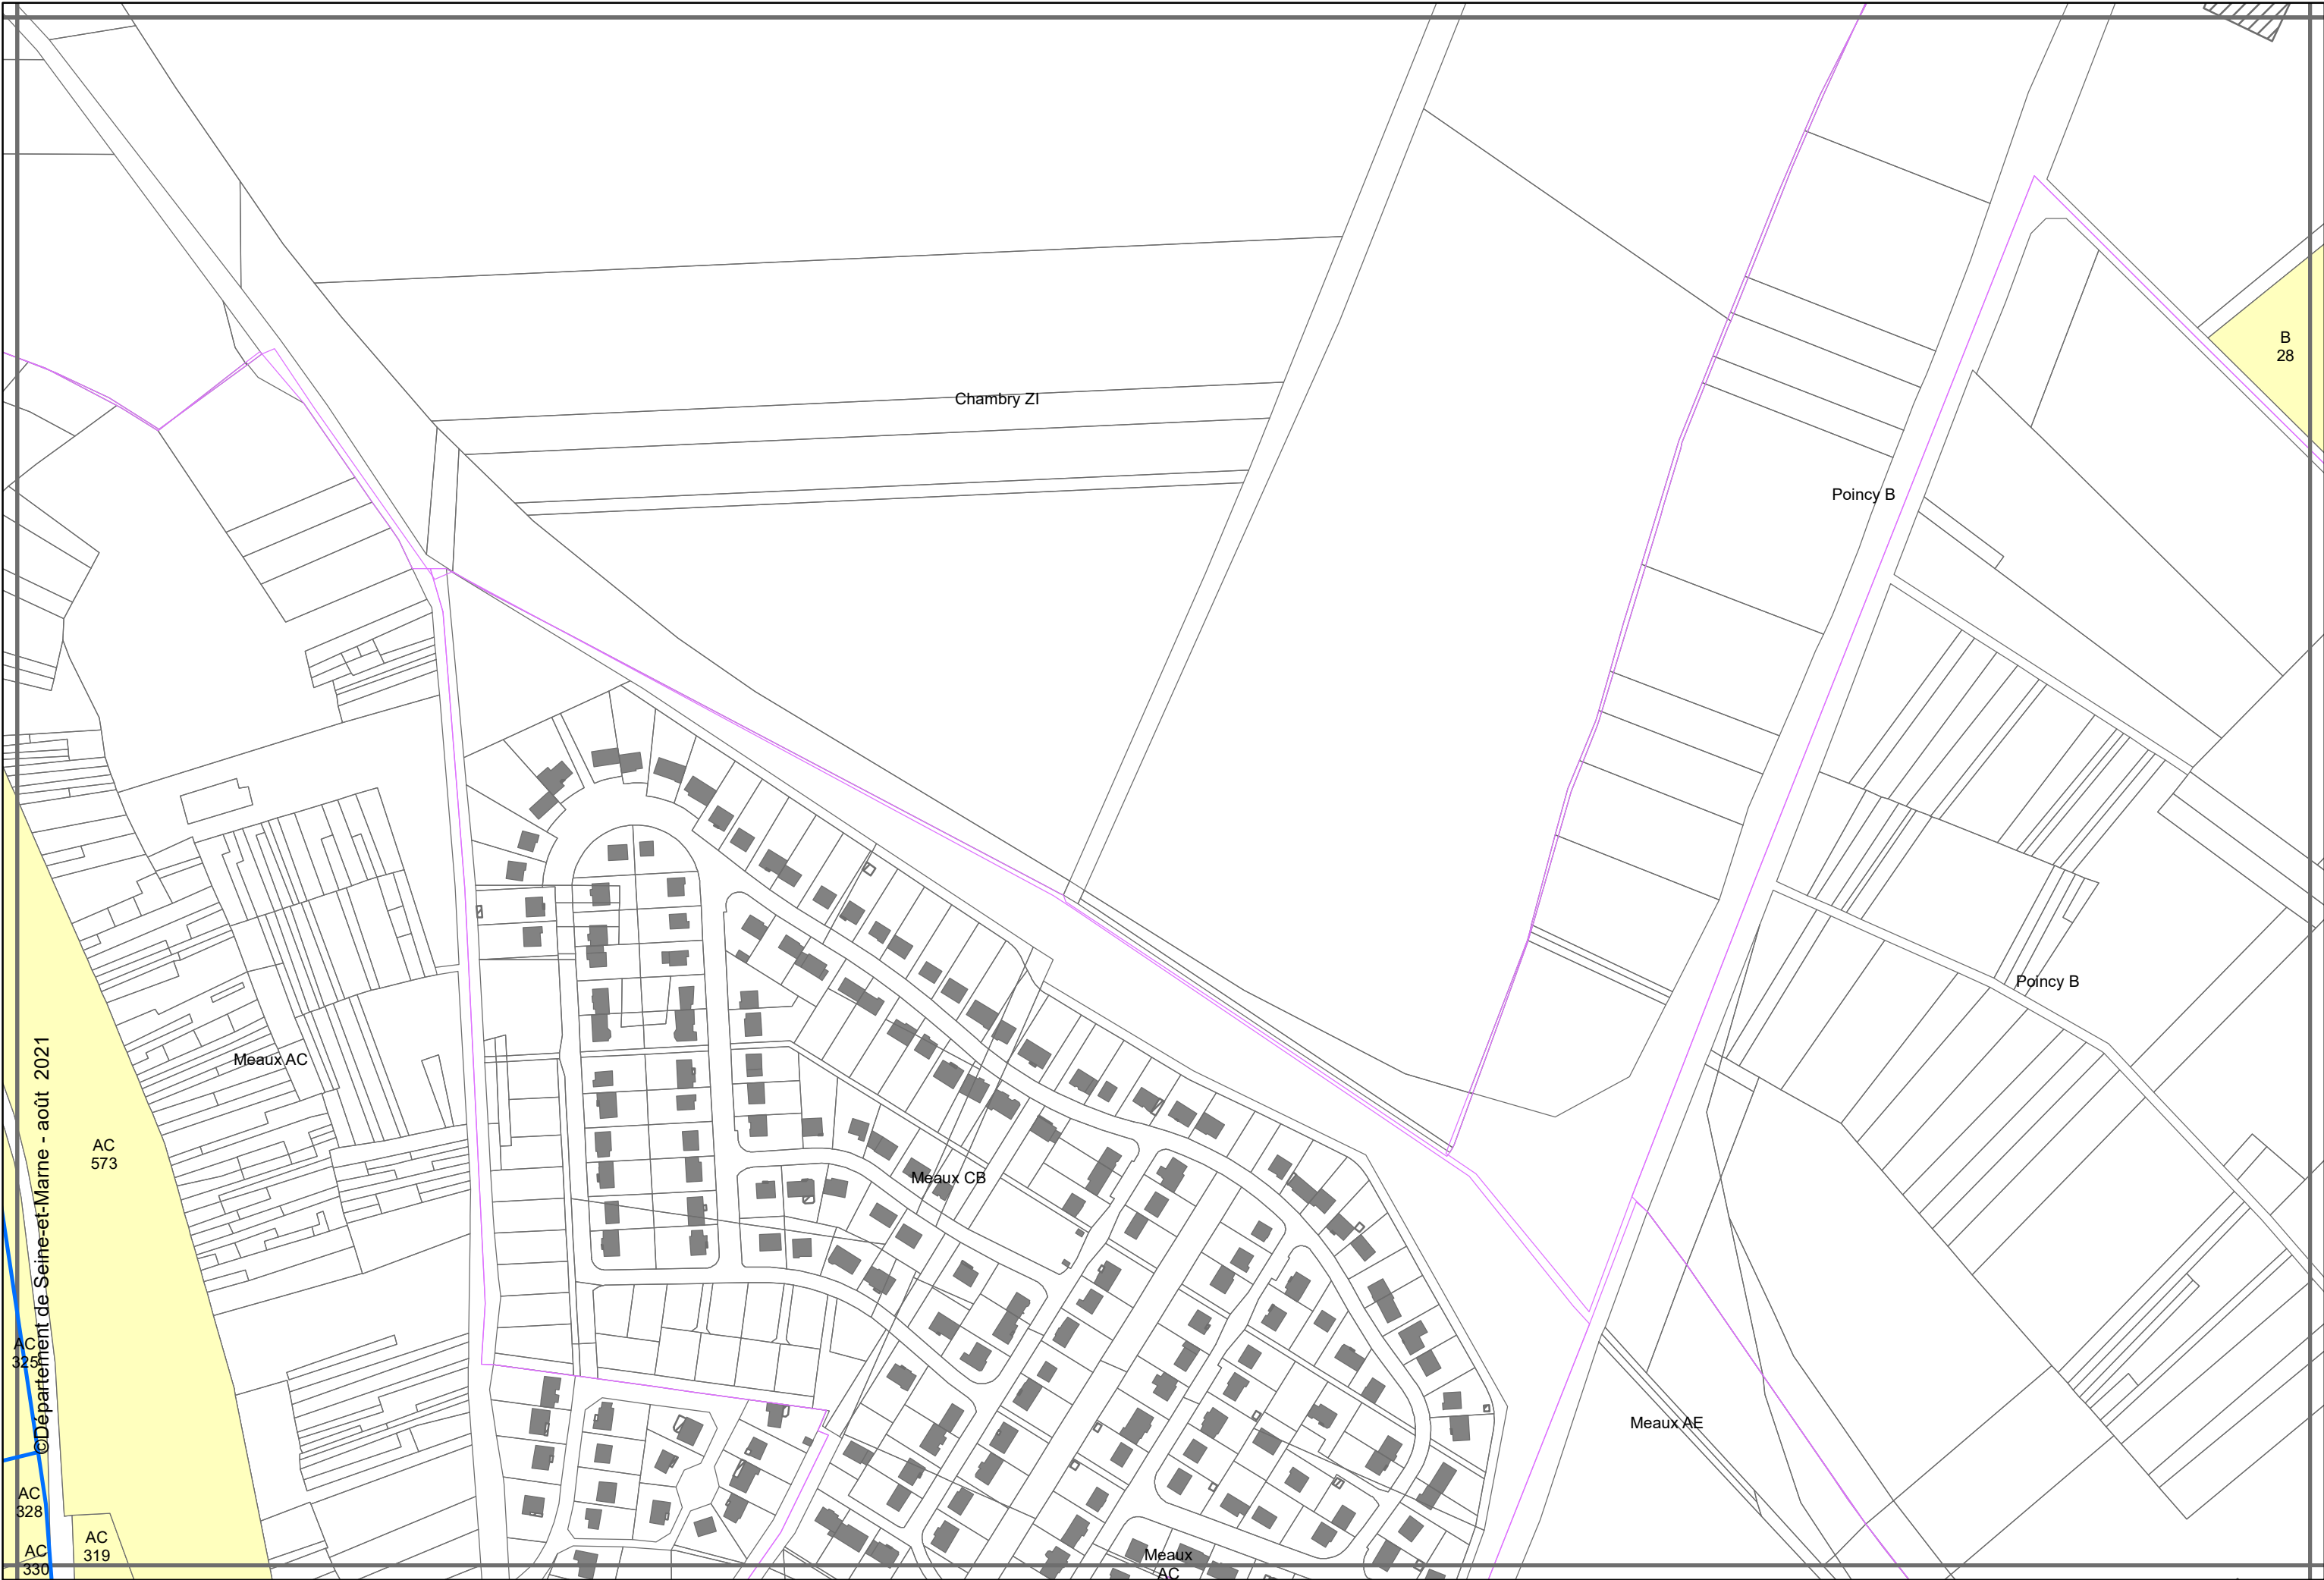 B
28
Chambry ZI
Poincy B
Poincy B
Meaux AC
©Département de Seine-et-Marne - août 2021
AC
573
Meaux CB
AC
325
Meaux AE
AC
328
AC
319
AC
330
Meaux
AC